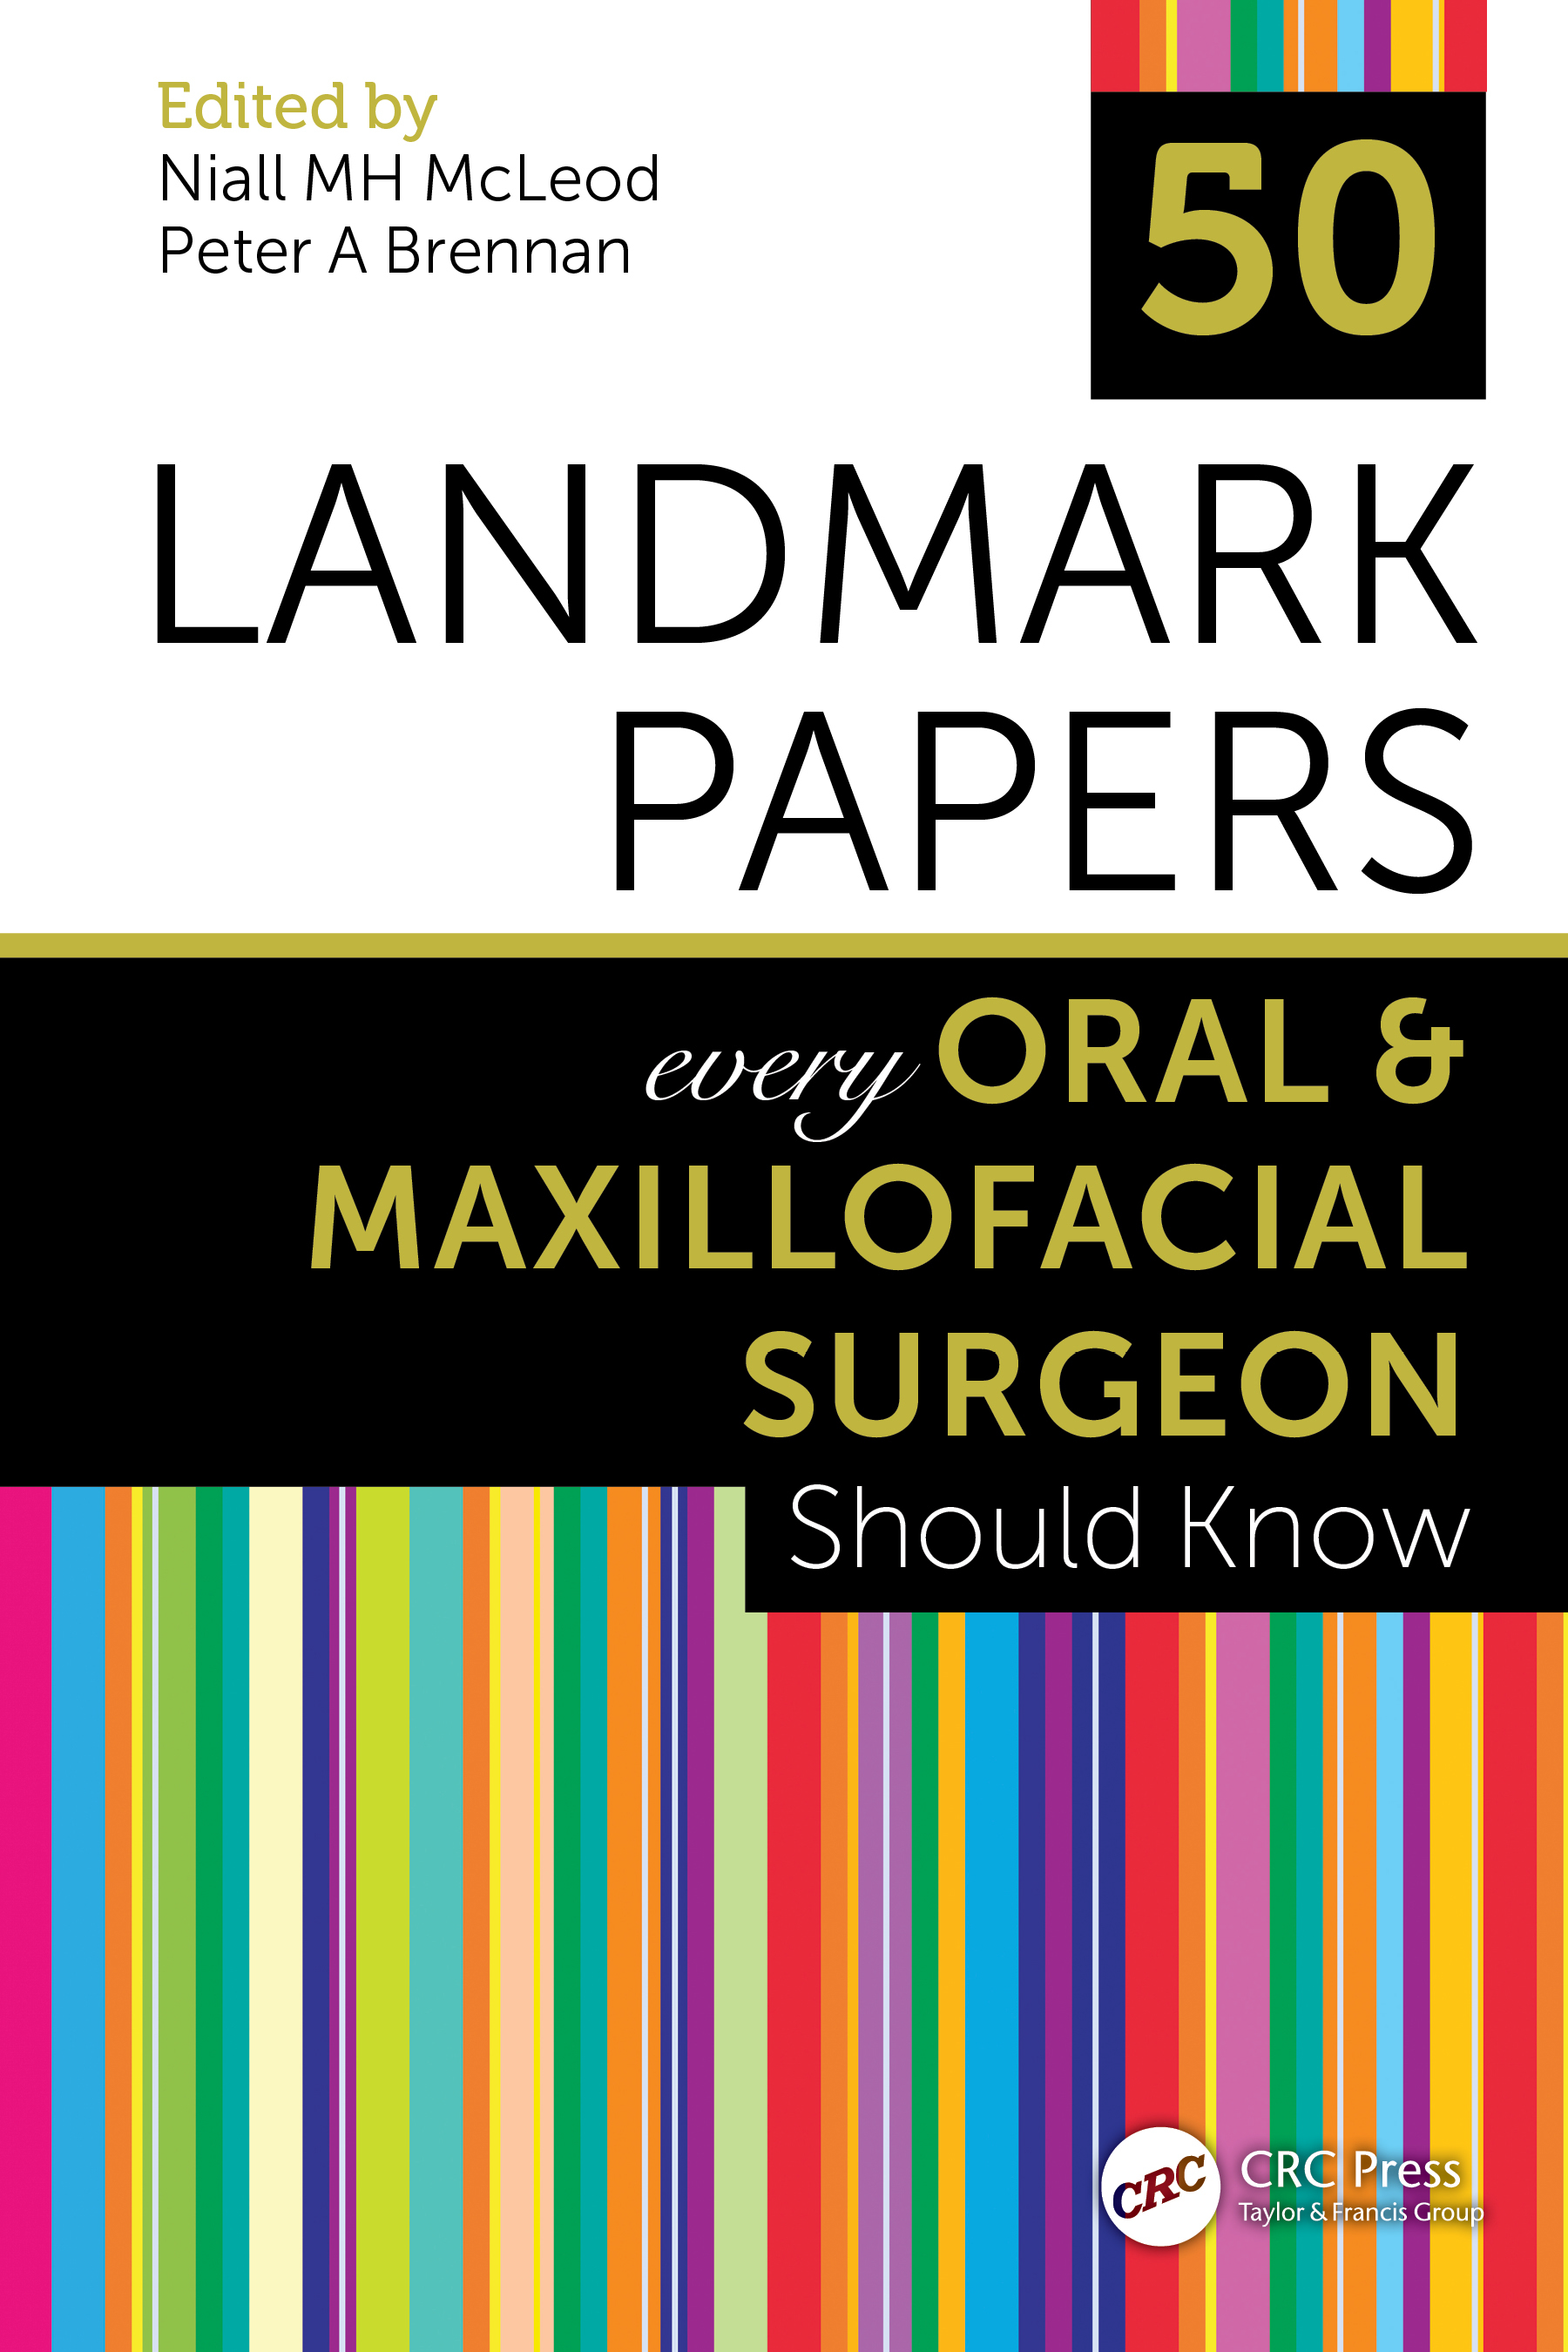 Edited by
Niall MH McLeod
Peter A Brennan
50
LANDMARK
PAPERS
every ORAL &
MAXILLOFACIAL
SURGEON
Should Know
CRC
CRC Press
Taylor & Francis Group